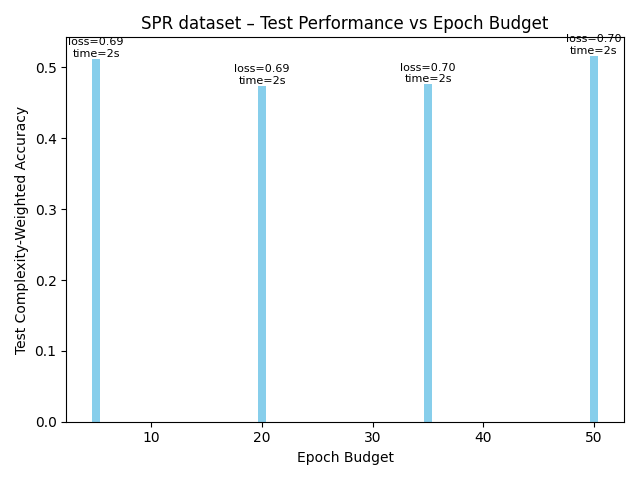 SPR dataset – Test Performance vs Epoch Budget
loss=0.69
time=2s
loss=0.69
time=2s
loss=0.70
time=2s
loss=0.70
time=2s
Test Complexity-Weighted Accuracy
0.5
0.4
0.3
0.2
0.1
0.0
10
20
30
40
50
Epoch Budget